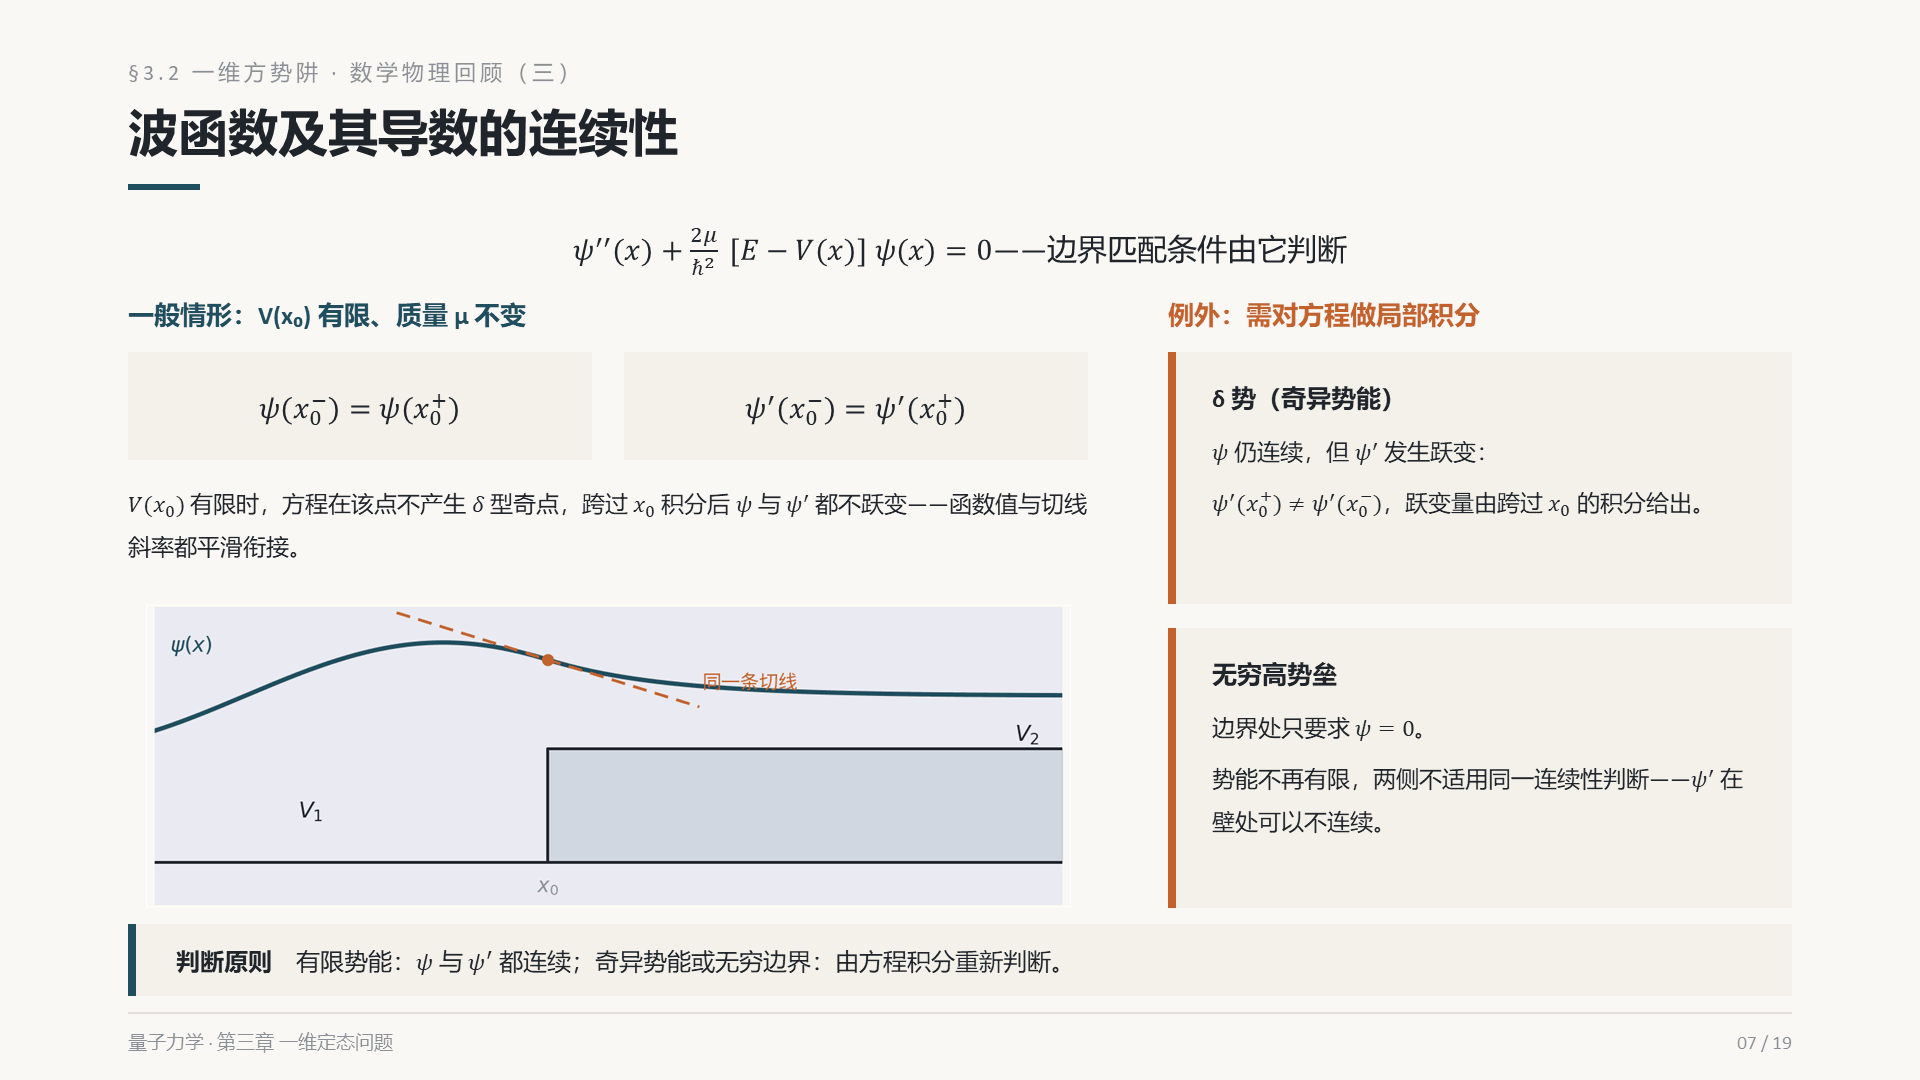 §3.2 一维方势阱 · 数学物理回顾（三）
波函数及其导数的连续性
ψ′′(x) + 2μ/ħ² [E − V(x)] ψ(x) = 0——边界匹配条件由它判断
一般情形：V(x₀) 有限、质量 μ 不变
ψ(x₀⁻) = ψ(x₀⁺)
ψ′(x₀⁻) = ψ′(x₀⁺)
V(x₀) 有限时，方程在该点不产生 δ 型奇点，跨过 x₀ 积分后 ψ 与 ψ′ 都不跃变——函数值与切线
斜率都平滑衔接。
ψ(x)
同一条切线
V₂
V₁
x₀
例外：需对方程做局部积分
δ 势（奇异势能）
ψ 仍连续，但 ψ′ 发生跃变：
ψ′(x₀⁺) ≠ ψ′(x₀⁻)，跃变量由跨过 x₀ 的积分给出。
无穷高势垒
边界处只要求 ψ = 0。
势能不再有限，两侧不适用同一连续性判断——ψ′ 在
壁处可以不连续。
判断原则 有限势能：ψ 与 ψ′ 都连续；奇异势能或无穷边界：由方程积分重新判断。
量子力学 · 第三章 一维定态问题
07 / 19